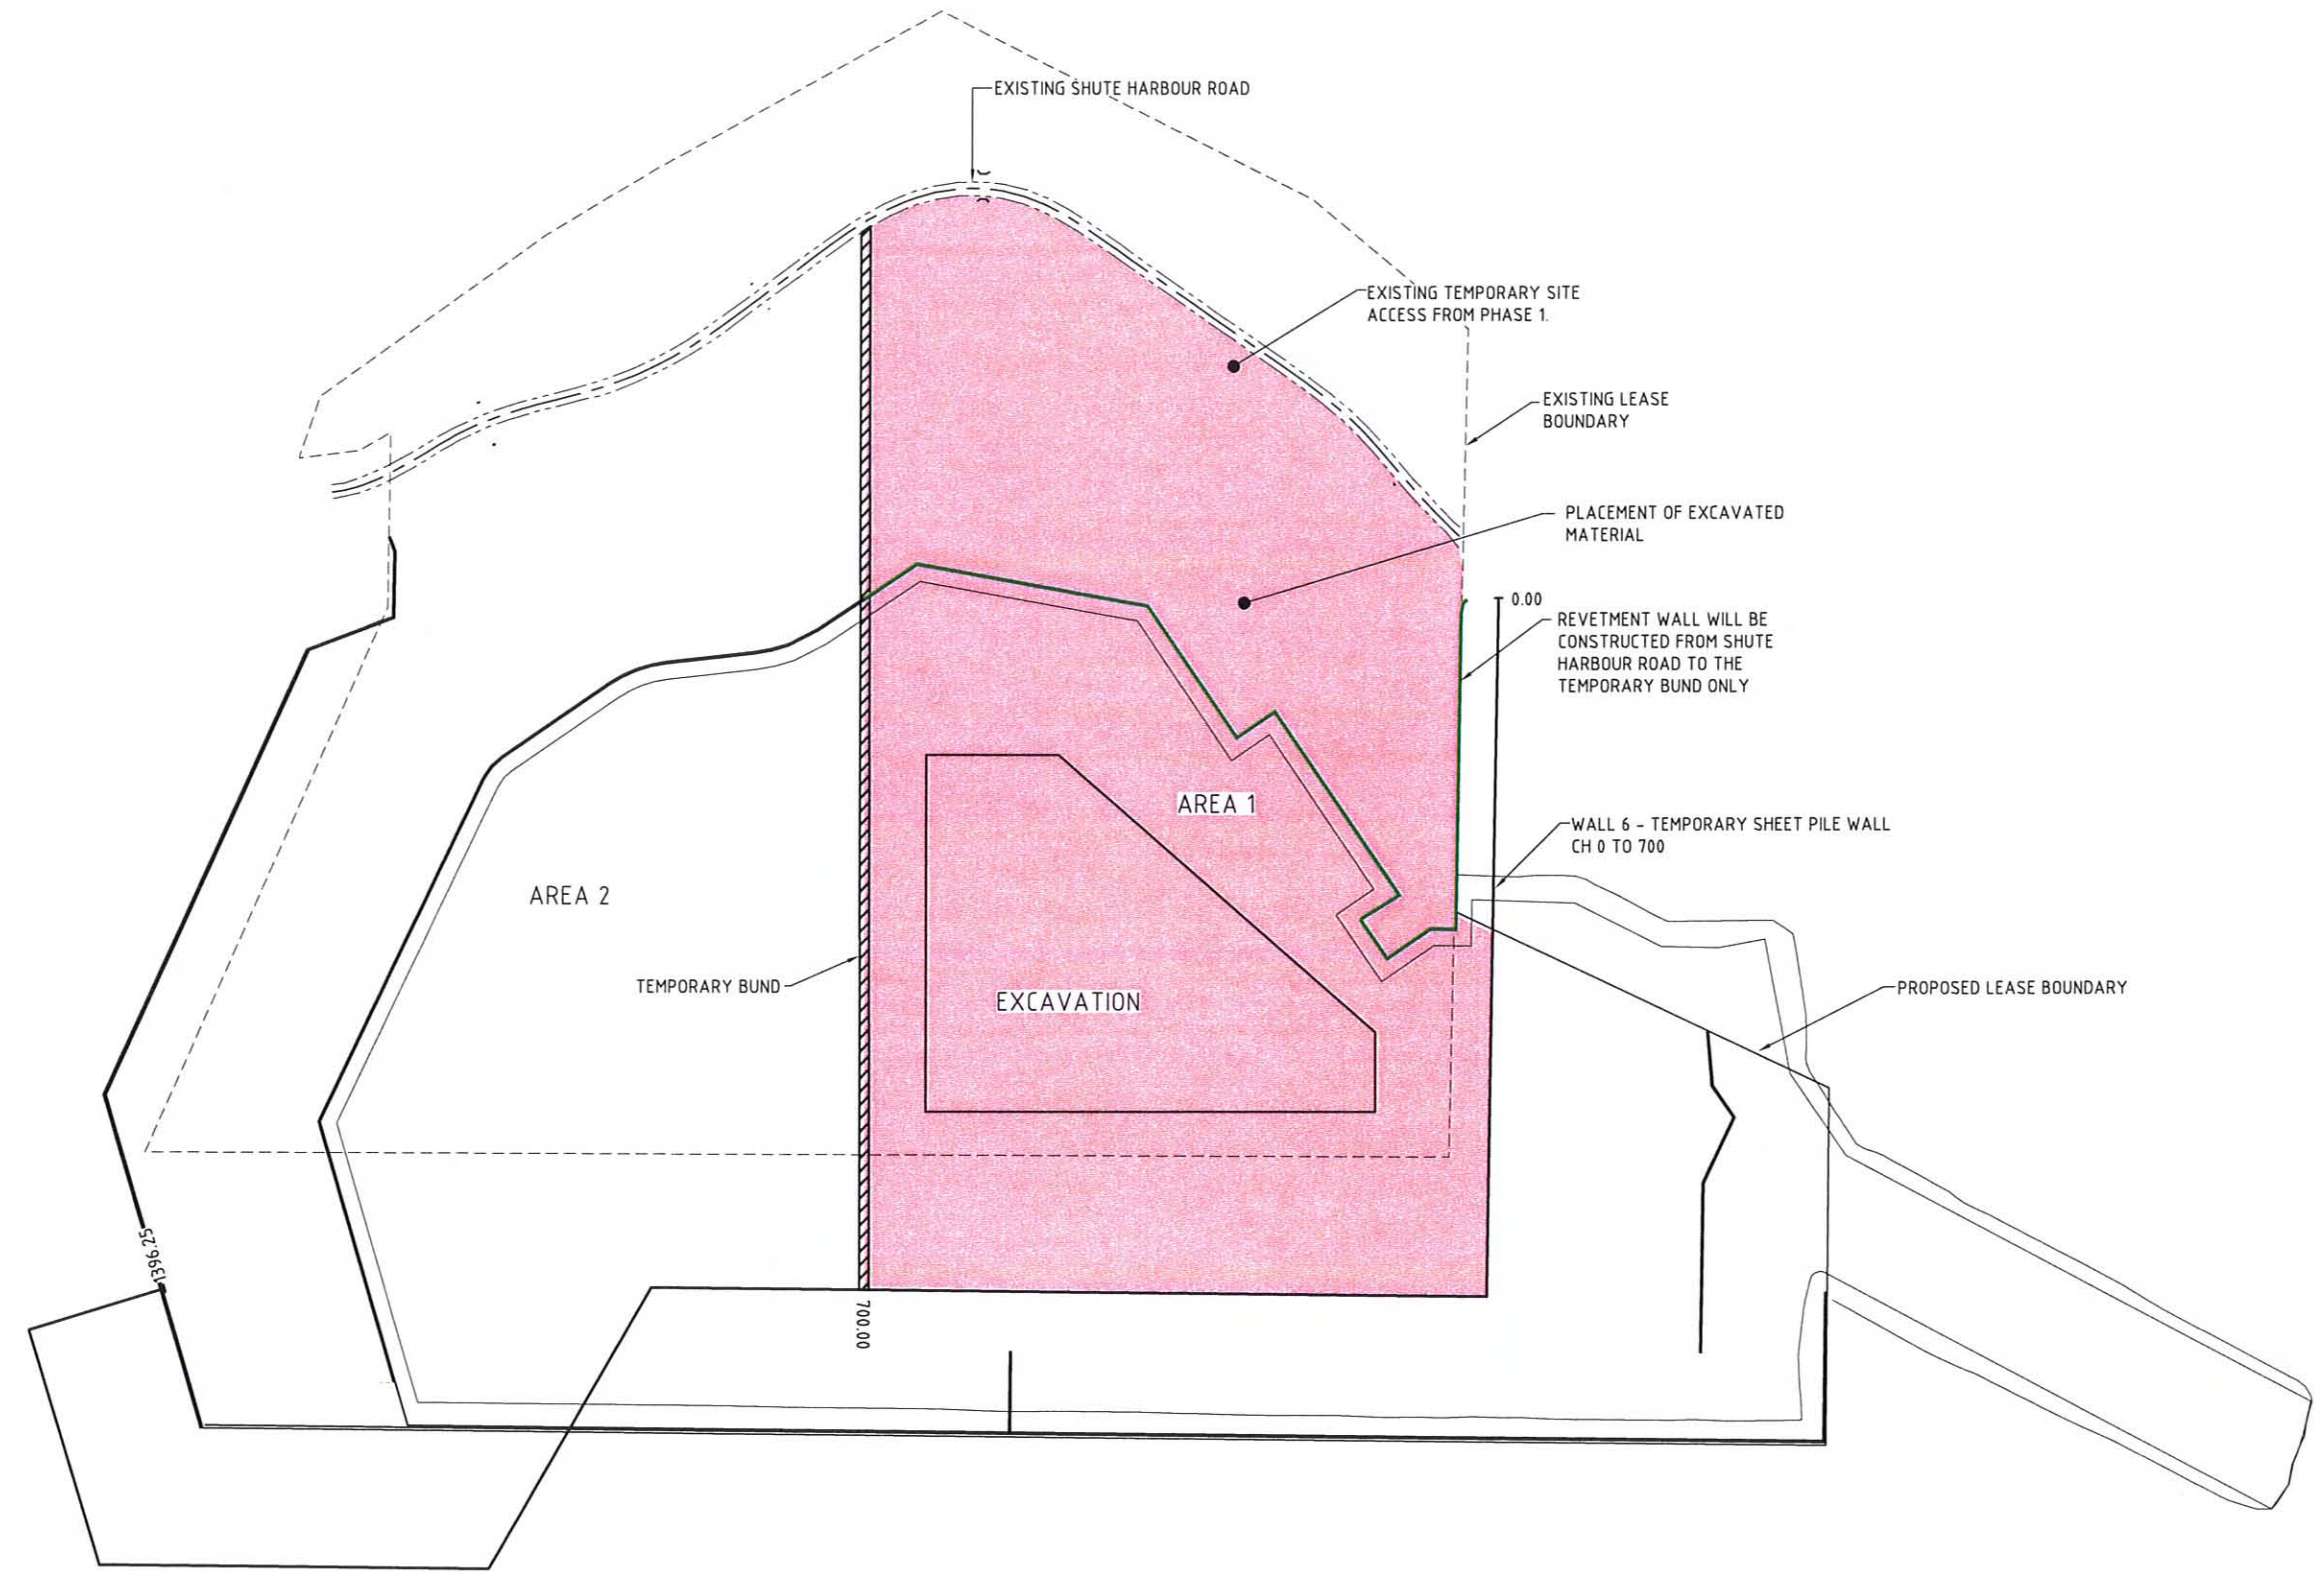 EXISTING SHUTE HARBOUR ROAD
EXISTING TEMPORARY SITE
ACCESS FROM PHASE 1.
EXISTING LEASE
BOUNDARY
PLACEMENT OF EXCAVATED
MATERIAL
0.00
REVETMENT WALL WILL BE
CONSTRUCTED FROM SHUTE
HARBOUR ROAD TO THE
TEMPORARY BUND ONLY
AREA 1
WALL 6 - TEMPORARY SHEET PILE WALL
CH 0 TO 700
AREA 2
TEMPORARY BUND
EXCAVATION
PROPOSED LEASE BOUNDARY
1396.25
700.00